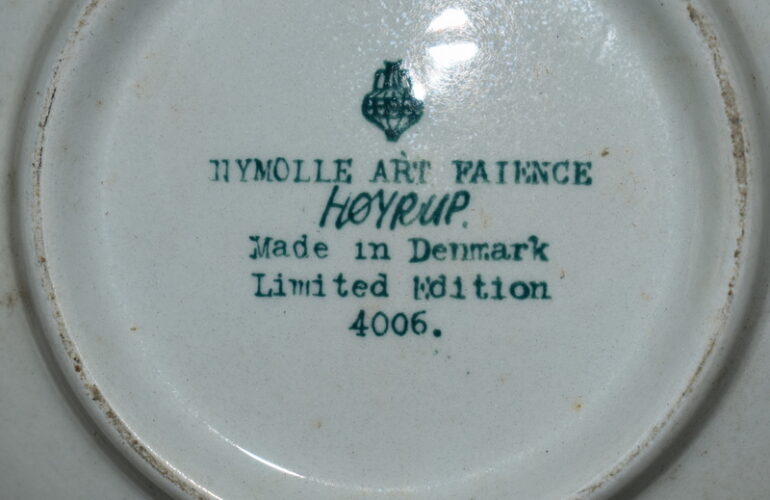 NYMOLLE ART FAIENCE
HØYRUP.
Made in Denmark
Limited Edition
4006.